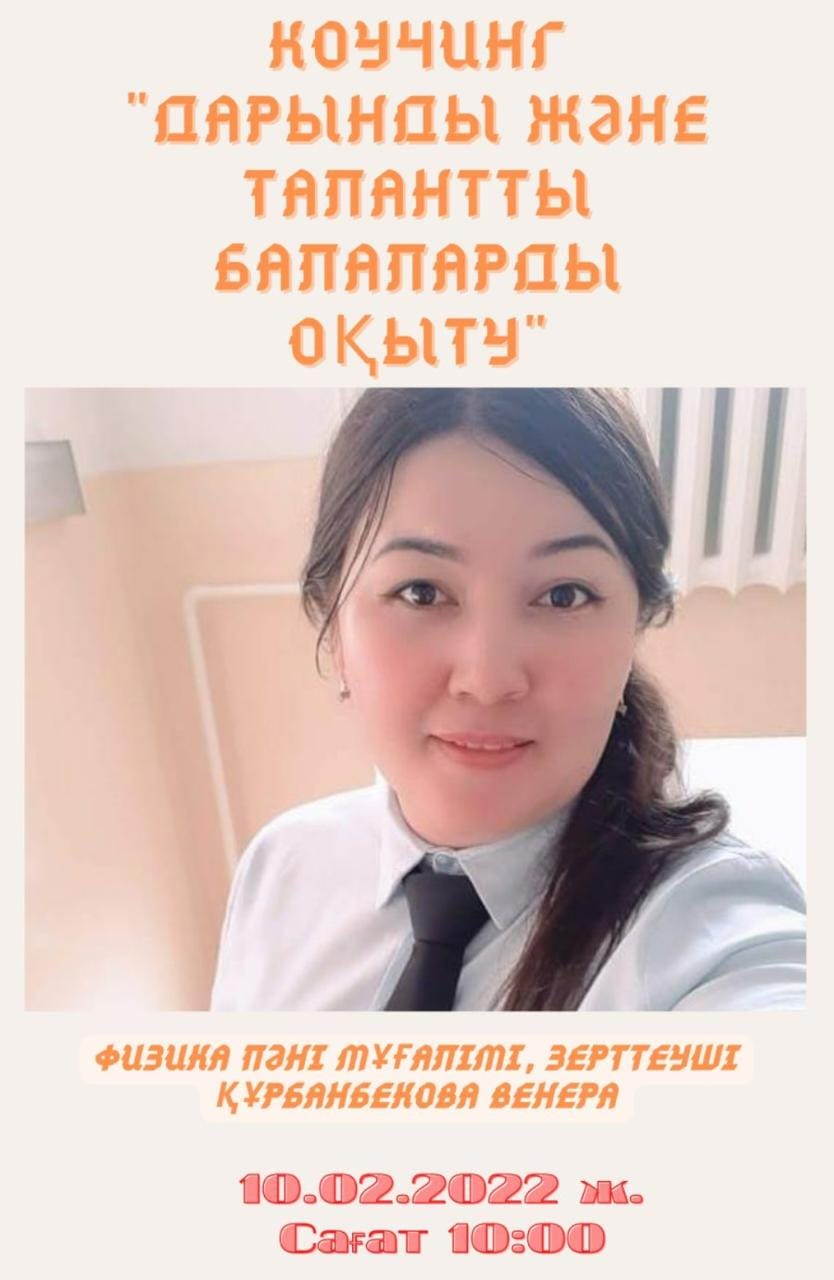 КОУЧИНГ
"ДАРЫНДЫ ЖӘНЕ
ТАЛАНТТЫ
БАЛАЛАРДЫ
ОҚЫТУ"
ФИЗИКА ПӘНІ МҰҒАЛІМІ, ЗЕРТТЕУШІ
ҚҰРБАНБЕКОВА ВЕНЕРА
10.02.2022 ж.
Сағат 10:00